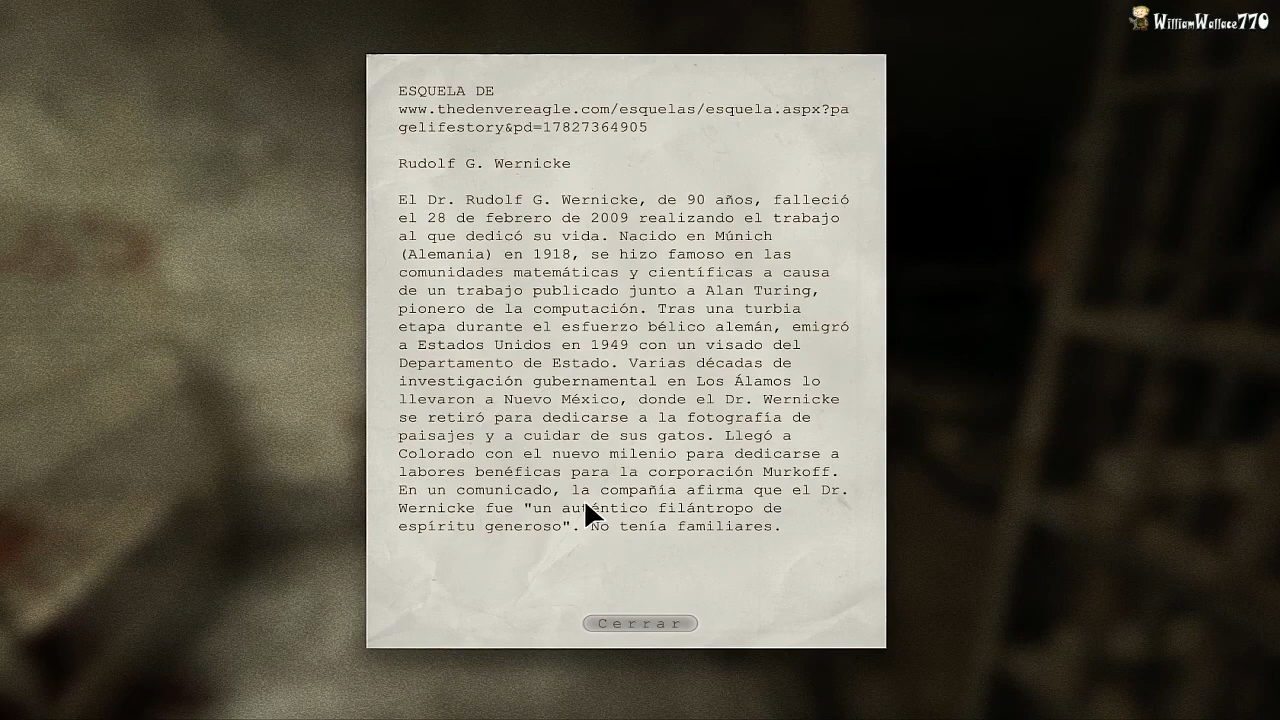 WilliamWallace770
ESQUELA DE
www.thedenvereagle.com/esquelas/esquela.aspx?pa
gelifestory&pd=17827364905
Rudolf G. Wernicke
El Dr. Rudolf G. Wernicke, de 90 años, falleció
el 28 de febrero de 2009 realizando el trabajo
al que dedicó su vida. Nacido en Múnich
(Alemania) en 1918, se hizo famoso en las
comunidades matemáticas y científicas a causa
de un trabajo publicado junto a Alan Turing,
pionero de la computación. Tras una turbia
etapa durante el esfuerzo bélico alemán, emigró
a Estados Unidos en 1949 con un visado del
Departamento de Estado. Varias décadas de
investigación gubernamental en Los Álamos lo
llevaron a Nuevo México, donde el Dr. Wernicke
se retiró para dedicarse a la fotografía de
paisajes y a cuidar de sus gatos. Llegó a
Colorado con el nuevo milenio para dedicarse a
labores benéficas para la corporación Murkoff.
En un comunicado, la compañía afirma que el Dr.
Wernicke fue "un auténtico filántropo de
espíritu generoso". No tenía familiares.
Cerrar